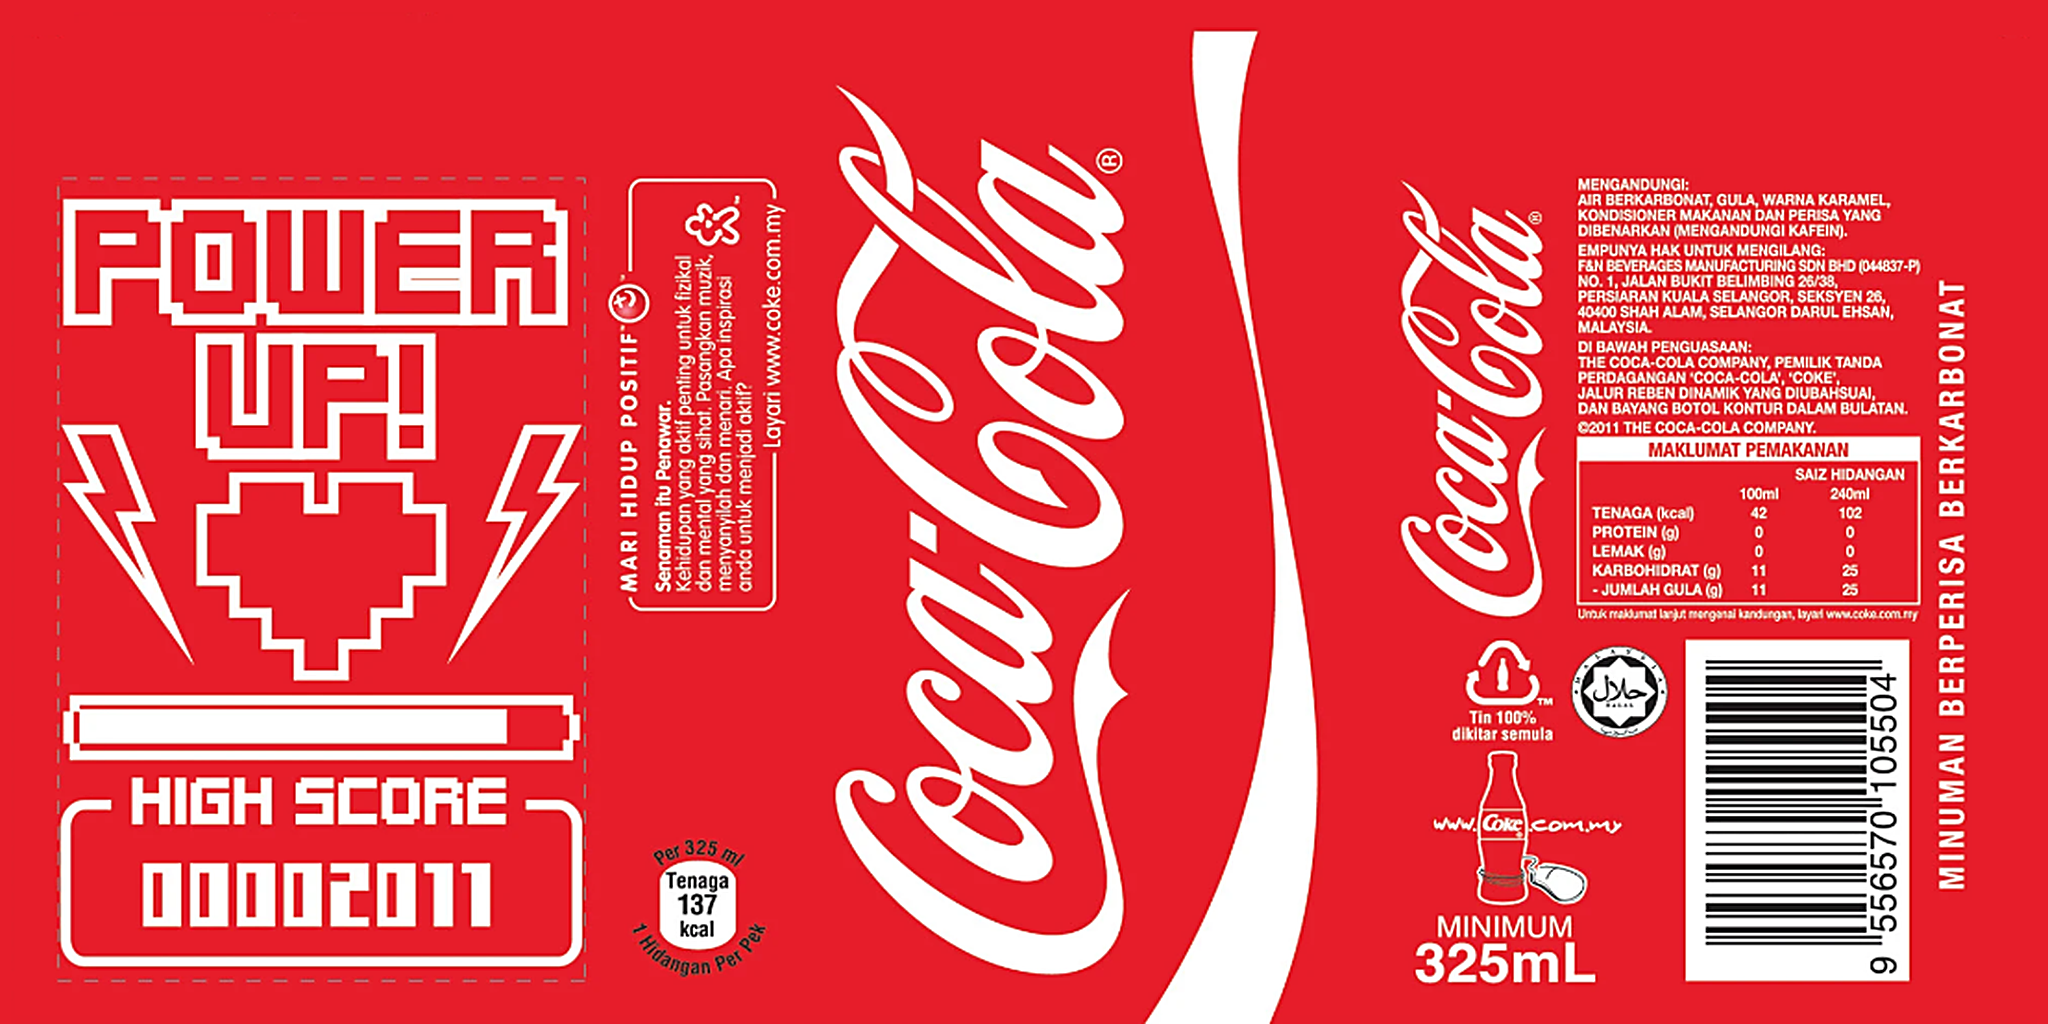 POWER
UP!
HIGH SCORE
00002011
MARI HIDUP POSITIF™
Senaman itu Penawar.
Kehidupan yang aktif penting untuk fizikal
dan mental yang sihat. Pasangkan muzik,
menyanyilah dan menari. Apa inspirasi
anda untuk menjadi aktif?
Layari www.coke.com.my
Per 325 ml
Tenaga
137
kcal
1 Hidangan Per Pek
Coca-Cola®
Coca-Cola®
Tin 100%
dikitar semula
www.Coke.com.my
MINIMUM
325mL
MENGANDUNGI:
AIR BERKARBONAT, GULA, WARNA KARAMEL,
KONDISIONER MAKANAN DAN PERISA YANG
DIBENARKAN (MENGANDUNGI KAFEIN).
EMPUNYA HAK UNTUK MENGILANG:
F&N BEVERAGES MANUFACTURING SDN BHD (044837-P)
NO. 1, JALAN BUKIT BELIMBING 26/38,
PERSIARAN KUALA SELANGOR, SEKSYEN 26,
40400 SHAH ALAM, SELANGOR DARUL EHSAN,
MALAYSIA.
DI BAWAH PENGUASAAN:
THE COCA-COLA COMPANY, PEMILIK TANDA
PERDAGANGAN 'COCA-COLA', 'COKE',
JALUR REBEN DINAMIK YANG DIUBAHSUAI,
DAN BAYANG BOTOL KONTUR DALAM BULATAN.
©2011 THE COCA-COLA COMPANY.
MAKLUMAT PEMAKANAN
SAIZ HIDANGAN
100ml 240ml
TENAGA (kcal) 42 102
PROTEIN (g) 0 0
LEMAK (g) 0 0
KARBOHIDRAT (g) 11 25
- JUMLAH GULA (g) 11 25
Untuk maklumat lanjut mengenai kandungan, layari www.coke.com.my
MALAYSIA
حلال
HALAL
9 556570 105504
MINUMAN BERPERISA BERKARBONAT